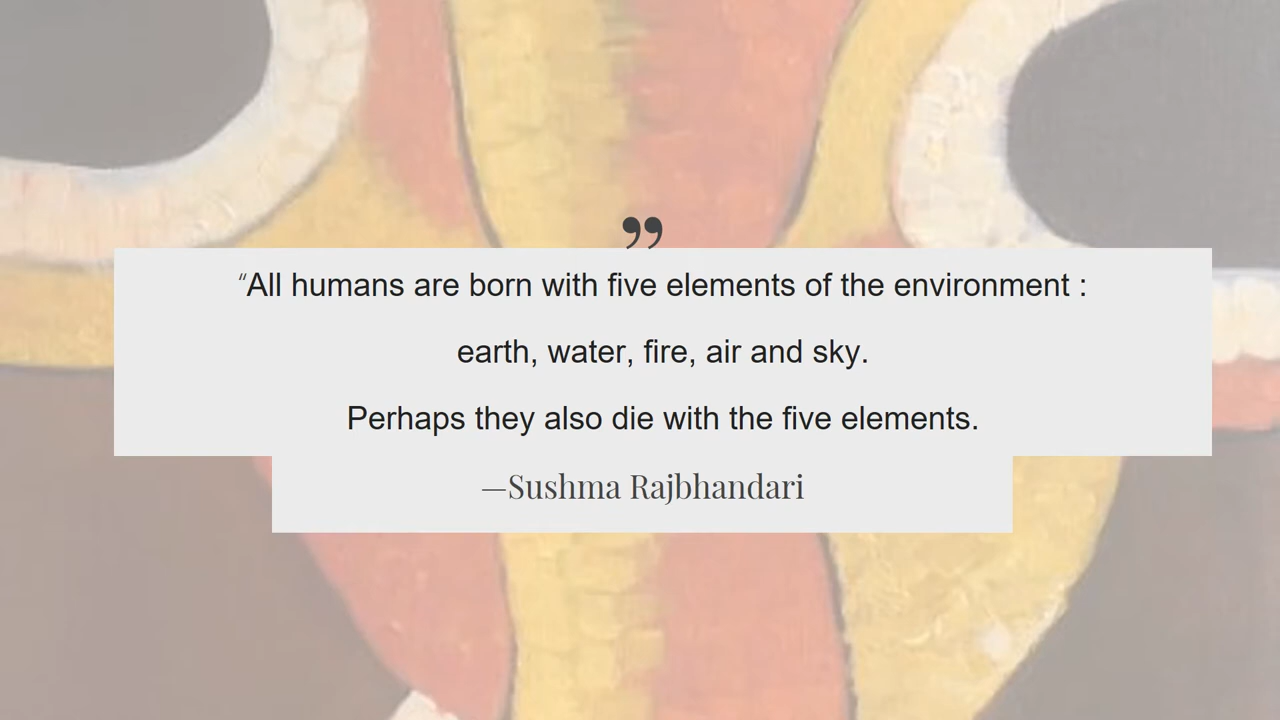 ”
“All humans are born with five elements of the environment :
earth, water, fire, air and sky.
Perhaps they also die with the five elements.
—Sushma Rajbhandari